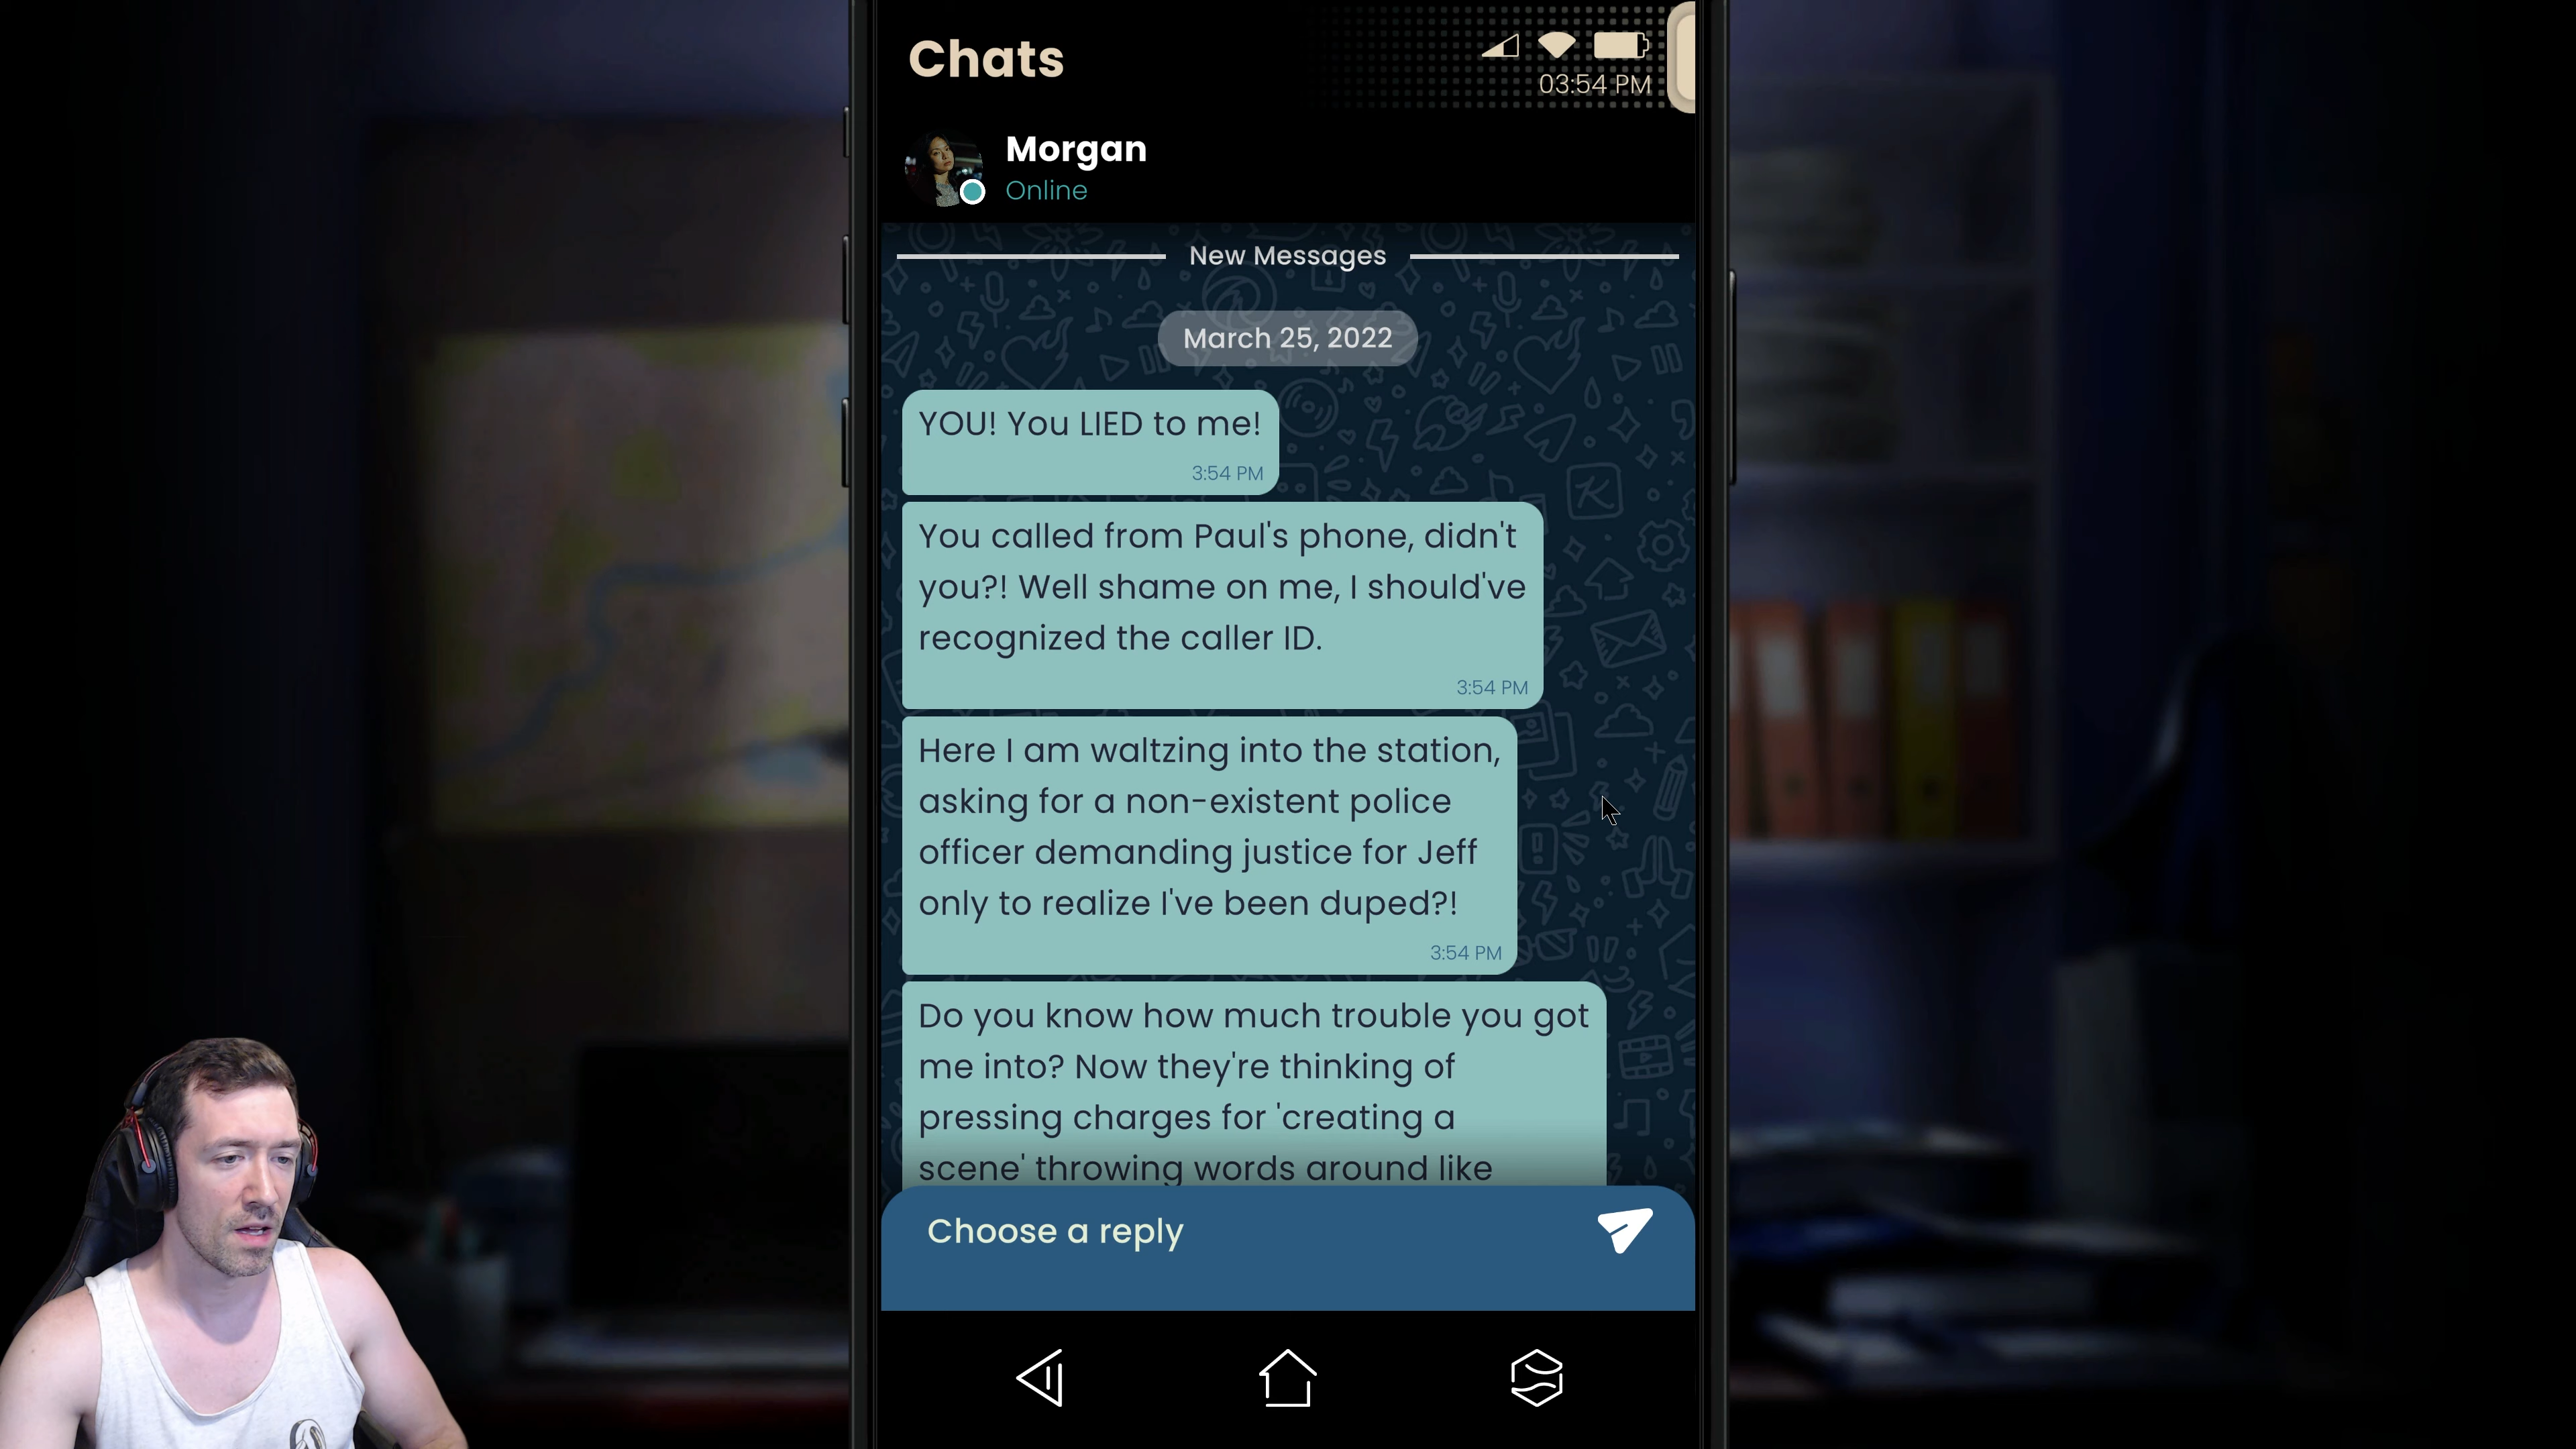 Chats
03:54 PM
Morgan
Online
New Messages
March 25, 2022
YOU! You LIED to me!
3:54 PM
You called from Paul's phone, didn't
you?! Well shame on me, I should've
recognized the caller ID.
3:54 PM
Here I am waltzing into the station,
asking for a non-existent police
officer demanding justice for Jeff
only to realize I've been duped?!
3:54 PM
Do you know how much trouble you got
me into? Now they're thinking of
pressing charges for 'creating a
scene' throwing words around like
Choose a reply